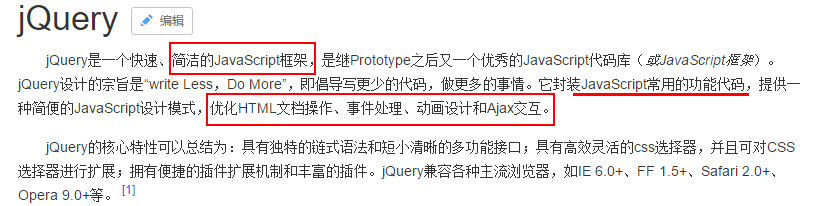 jQuery 编辑
jQuery是一个快速、简洁的JavaScript框架，是继Prototype之后又一个优秀的JavaScript代码库（或JavaScript框架）。
jQuery设计的宗旨是“write Less，Do More”，即倡导写更少的代码，做更多的事情。它封装JavaScript常用的功能代码，提供一
种简便的JavaScript设计模式，优化HTML文档操作、事件处理、动画设计和Ajax交互。
jQuery的核心特性可以总结为：具有独特的链式语法和短小清晰的多功能接口；具有高效灵活的css选择器，并且可对CSS
选择器进行扩展；拥有便捷的插件扩展机制和丰富的插件。jQuery兼容各种主流浏览器，如IE 6.0+、FF 1.5+、Safari 2.0+、
Opera 9.0+等。 [1]